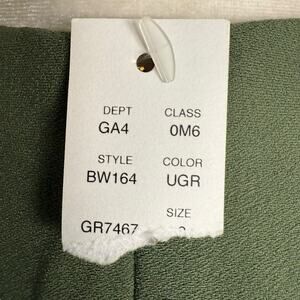 DEPT CLASS
GA4 0M6
STYLE COLOR
BW164 UGR
SIZE
GR7467